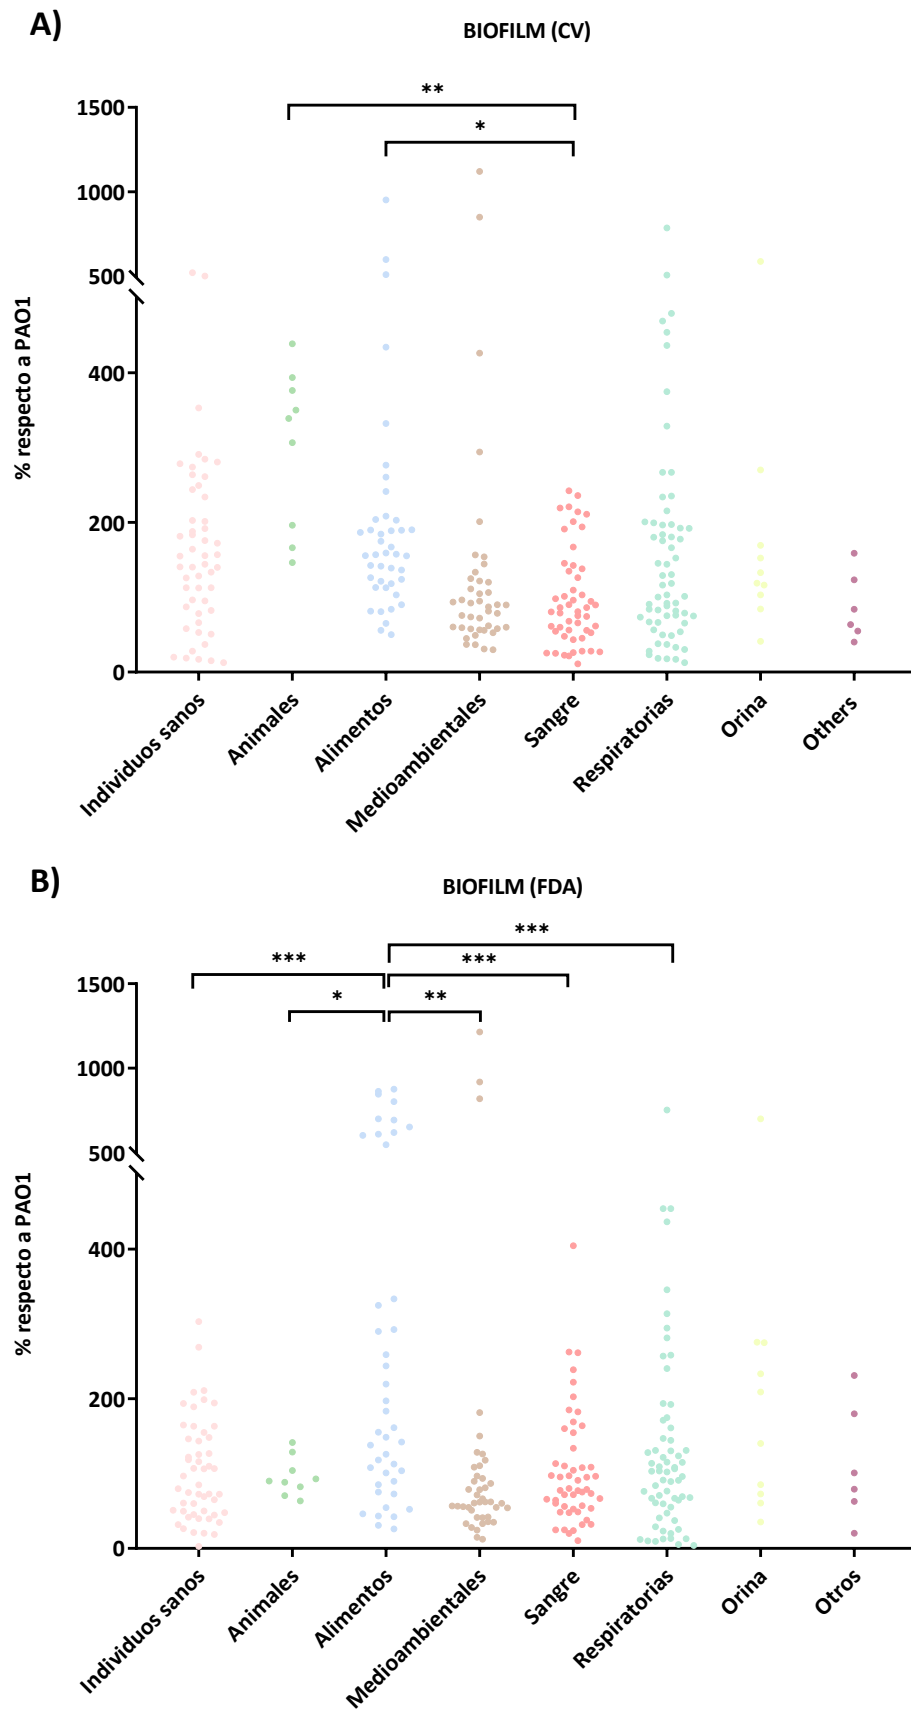 A)
BIOFILM (CV)
**
*
1500
1000
500
400
200
0
% respecto a PAO1
Individuos sanos
Animales
Alimentos
Medioambientales
Sangre
Respiratorias
Orina
Others
B)
BIOFILM (FDA)
***
***
***
*
**
1500
1000
500
400
200
0
% respecto a PAO1
Individuos sanos
Animales
Alimentos
Medioambientales
Sangre
Respiratorias
Orina
Otros